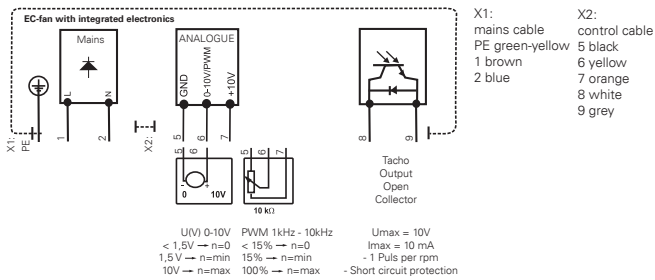 EC-fan with integrated electronics
Mains
L
N
ANALOGUE
GND
0-10V/PWM
+10V
X1:
PE
1
2
X2:
5
6
7
8
9
5
6
5
6
7
- +
0 10V
10 kΩ
Tacho
Output
Open
Collector
U(V) 0-10V
< 1,5V → n=0
1,5 V → n=min
10V → n=max
PWM 1kHz - 10kHz
< 15% → n=0
15% → n=min
100% → n=max
Umax = 10V
Imax = 10 mA
- 1 Puls per rpm
- Short circuit protection
X1:
mains cable
PE green-yellow
1 brown
2 blue
X2:
control cable
5 black
6 yellow
7 orange
8 white
9 grey